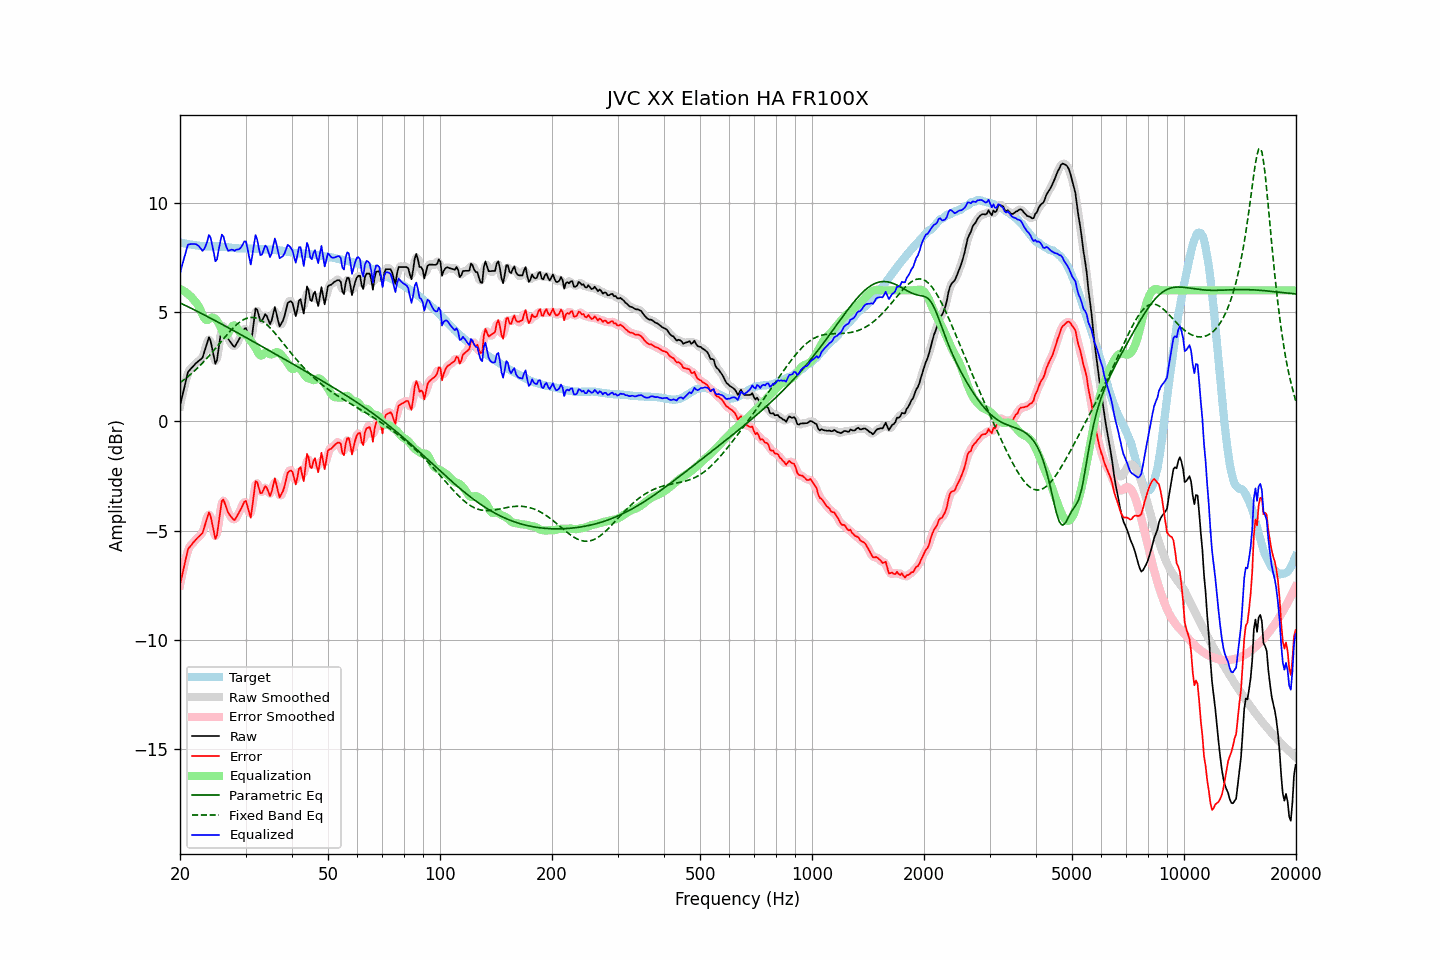 JVC XX Elation HA FR100X
Amplitude (dBr)
10
5
0
−5
−10
−15
Target
Raw Smoothed
Error Smoothed
Raw
Error
Equalization
Parametric Eq
Fixed Band Eq
Equalized
20 50 100 200 500 1000 2000 5000 10000 20000
Frequency (Hz)